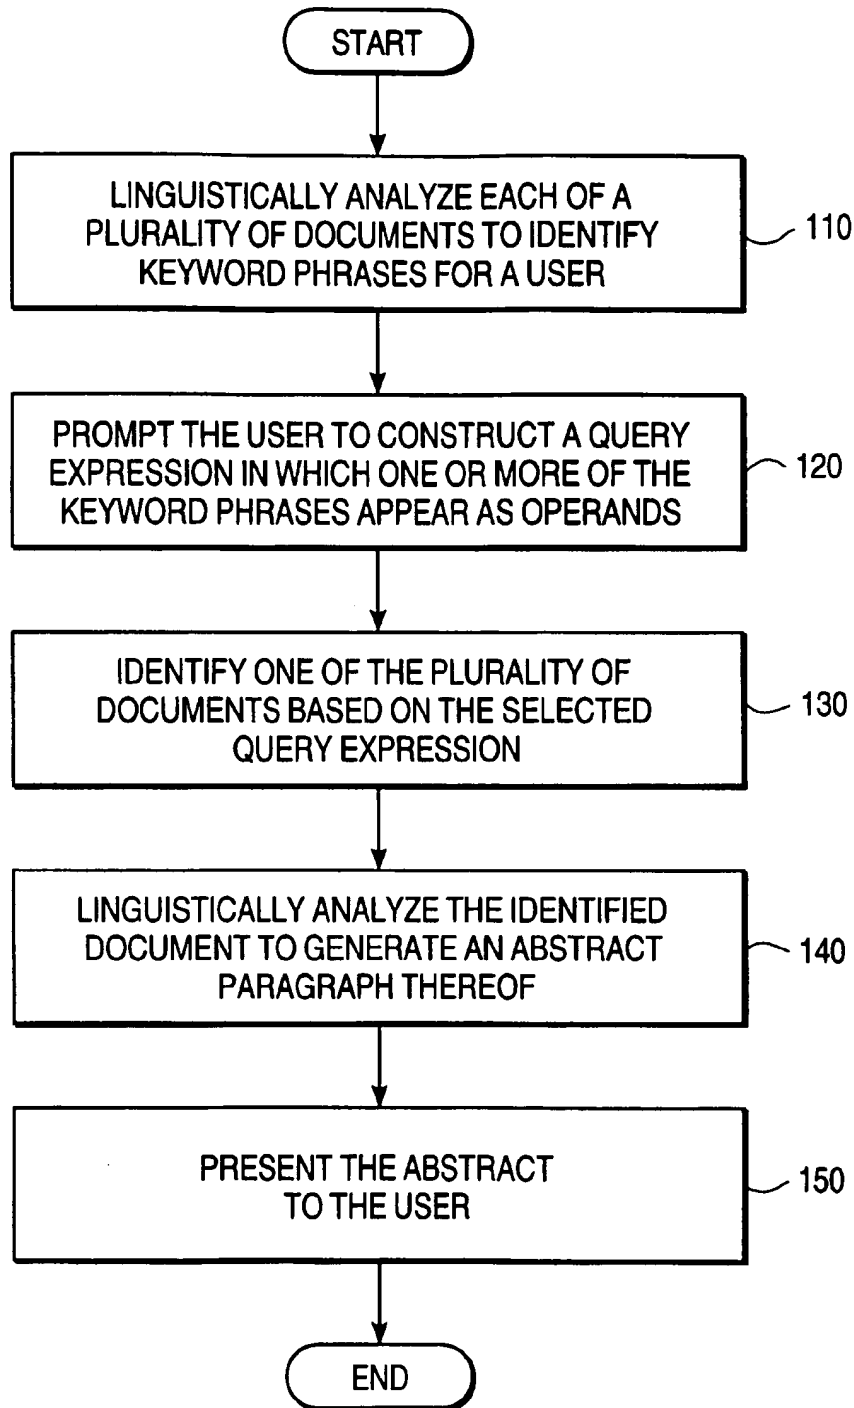 START
LINGUISTICALLY ANALYZE EACH OF A
PLURALITY OF DOCUMENTS TO IDENTIFY
KEYWORD PHRASES FOR A USER
110
PROMPT THE USER TO CONSTRUCT A QUERY
EXPRESSION IN WHICH ONE OR MORE OF THE
KEYWORD PHRASES APPEAR AS OPERANDS
120
IDENTIFY ONE OF THE PLURALITY OF
DOCUMENTS BASED ON THE SELECTED
QUERY EXPRESSION
130
LINGUISTICALLY ANALYZE THE IDENTIFIED
DOCUMENT TO GENERATE AN ABSTRACT
PARAGRAPH THEREOF
140
PRESENT THE ABSTRACT
TO THE USER
150
END